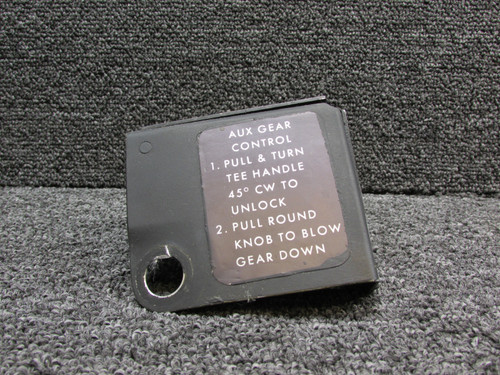 AUX GEAR
CONTROL
1. PULL & TURN
TEE HANDLE
45° CW TO
UNLOCK
2. PULL ROUND
KNOB TO BLOW
GEAR DOWN